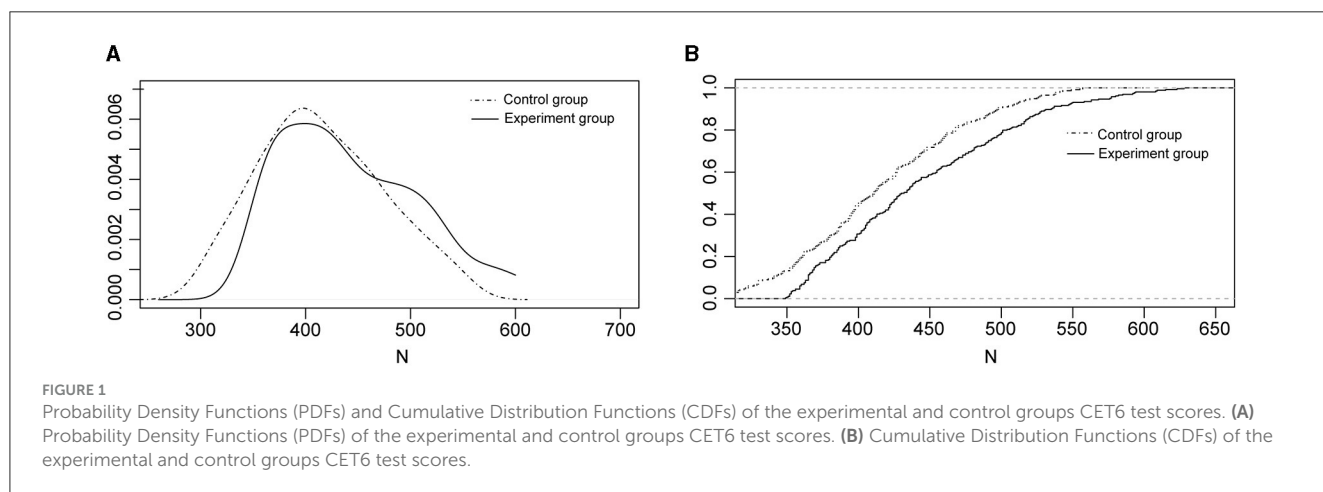 A
0.000
0.002
0.004
0.006
300
400
500
600
700
N
Control group
Experiment group
B
0.0
0.2
0.4
0.6
0.8
1.0
350
400
450
500
550
600
650
N
Control group
Experiment group
FIGURE 1
Probability Density Functions (PDFs) and Cumulative Distribution Functions (CDFs) of the experimental and control groups CET6 test scores. (A)
Probability Density Functions (PDFs) of the experimental and control groups CET6 test scores. (B) Cumulative Distribution Functions (CDFs) of the
experimental and control groups CET6 test scores.